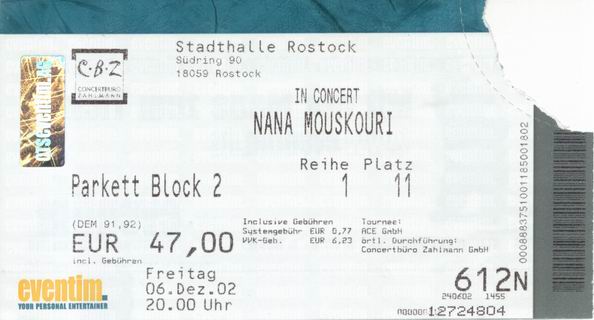 Stadthalle Rostock
Südring 90
18059 Rostock
C·B·Z
CONCERTBÜRO
ZAHLMANN
IN CONCERT
NANA MOUSKOURI
Reihe Platz
Parkett Block 2 1 11
(DEM 91,92)
EUR 47,00
incl. Gebühren
Inclusive Gebühren
Systemgebühr EUR 0,77
VVK-Geb. EUR 6,23
Tournee:
ACE GmbH
örtl. Durchführung:
Concertbüro Zahlmann GmbH
Freitag
06.Dez.02
20.00 Uhr
eventim.
YOUR PERSONAL ENTERTAINER
612N
240602 1455
12724804
00008883751001185001802